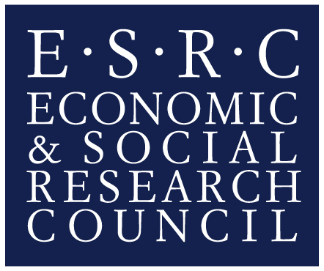 E·S·R·C
ECONOMIC
& SOCIAL
RESEARCH
COUNCIL